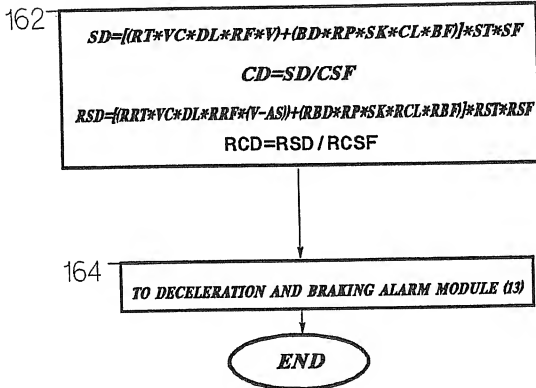 162
SD=[(RT*VC*DL*RF*V)+(BD*RP*SK*CL*BF)]*ST*SF
CD=SD/CSF
RSD=[(RRT*VC*DL*RRF*(V-AS))+(RBD*RP*SK*RCL*RBF)]*RST*RSF
RCD=RSD / RCSF
164
TO DECELERATION AND BRAKING ALARM MODULE (13)
END